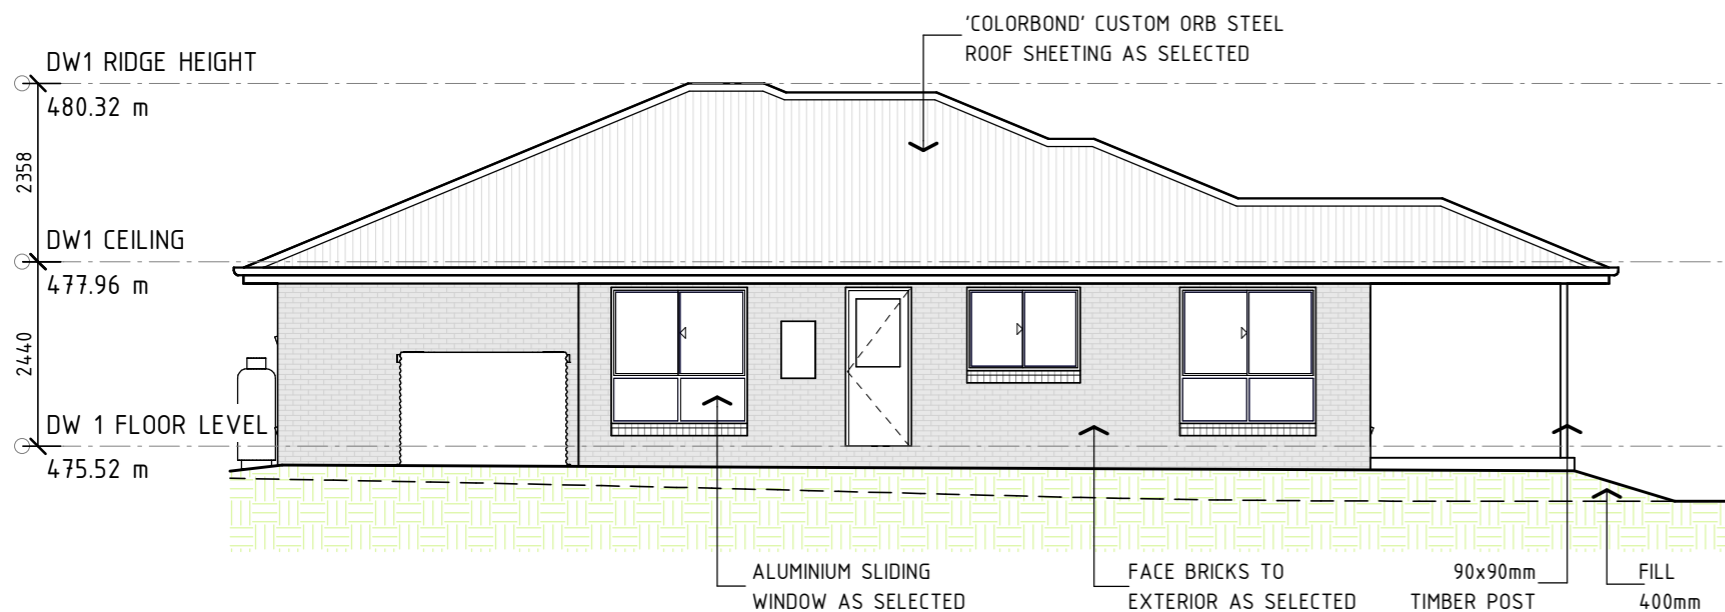 'COLORBOND' CUSTOM ORB STEEL
ROOF SHEETING AS SELECTED
DW1 RIDGE HEIGHT
480.32 m
2358
DW1 CEILING
477.96 m
2440
DW 1 FLOOR LEVEL
475.52 m
ALUMINIUM SLIDING
WINDOW AS SELECTED
FACE BRICKS TO
EXTERIOR AS SELECTED
90x90mm
TIMBER POST
FILL
400mm